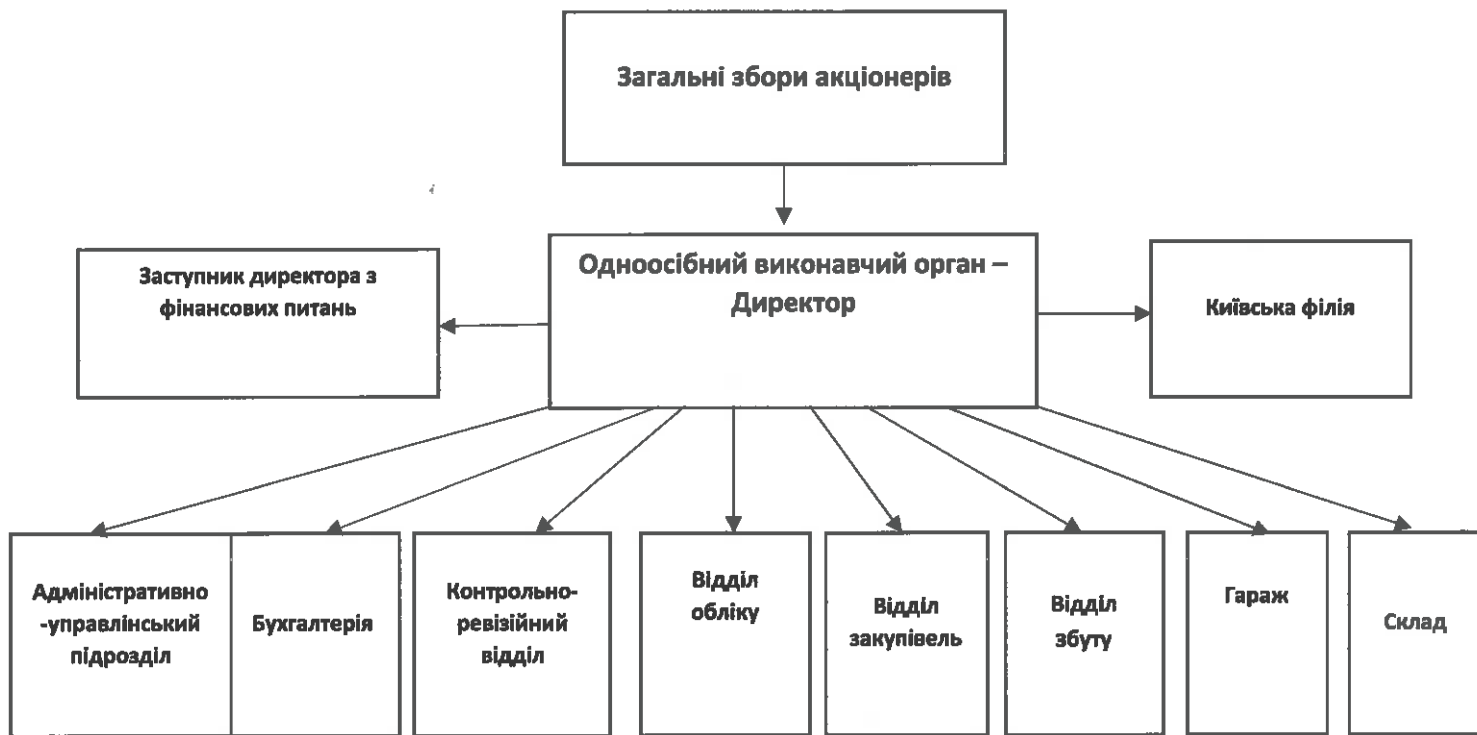 Загальні збори акціонерів
Заступник директора з
фінансових питань
Одноосібний виконавчий орган –
Директор
Київська філія
Адміністративно
-управлінський
підрозділ
Бухгалтерія
Контрольно-
ревізійний
відділ
Відділ
обліку
Відділ
закупівель
Відділ
збуту
Гараж
Склад